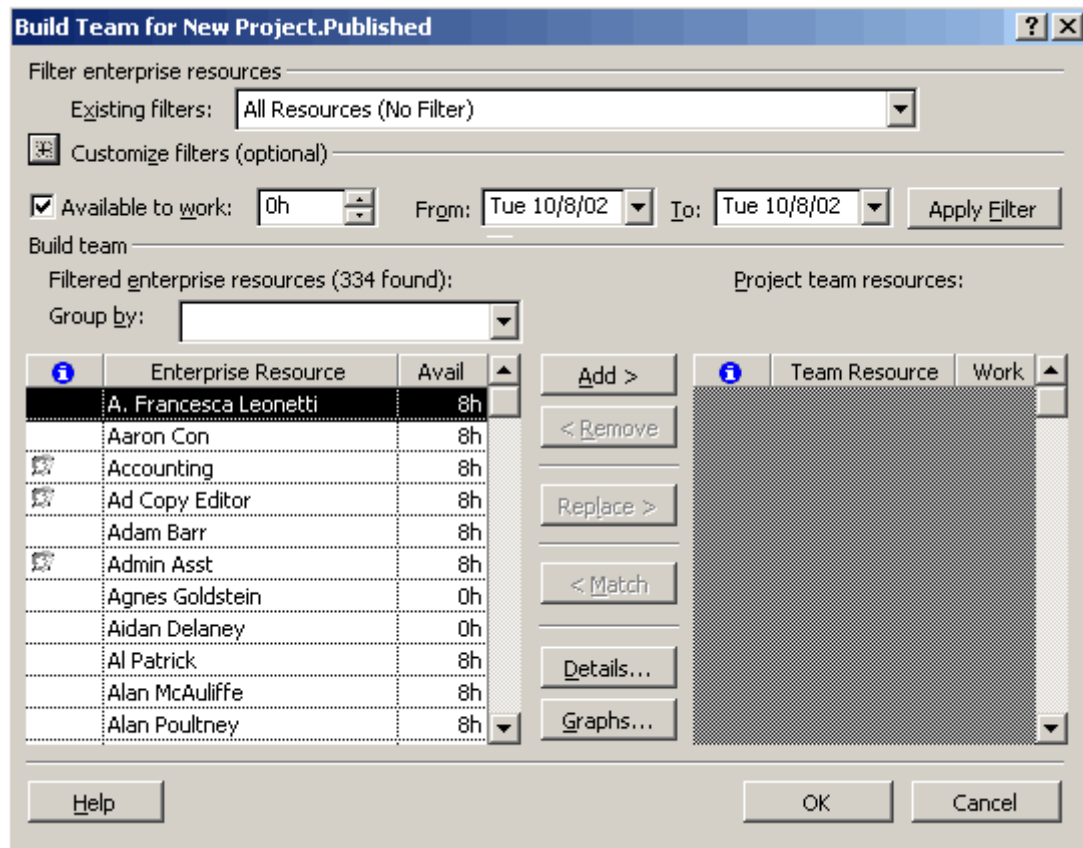 Build Team for New Project.Published
Filter enterprise resources
Existing filters: All Resources (No Filter)
Customize filters (optional)
Available to work: 0h From: Tue 10/8/02 To: Tue 10/8/02 Apply Filter
Build team
Filtered enterprise resources (334 found): Project team resources:
Group by:
Enterprise Resource Avail Add > Team Resource Work
A. Francesca Leonetti 8h
Aaron Con 8h < Remove
Accounting 8h
Ad Copy Editor 8h Replace >
Adam Barr 8h
Admin Asst 8h < Match
Agnes Goldstein 0h
Aidan Delaney 0h
Al Patrick 8h Details...
Alan McAuliffe 8h
Alan Poultney 8h Graphs...
Help OK Cancel